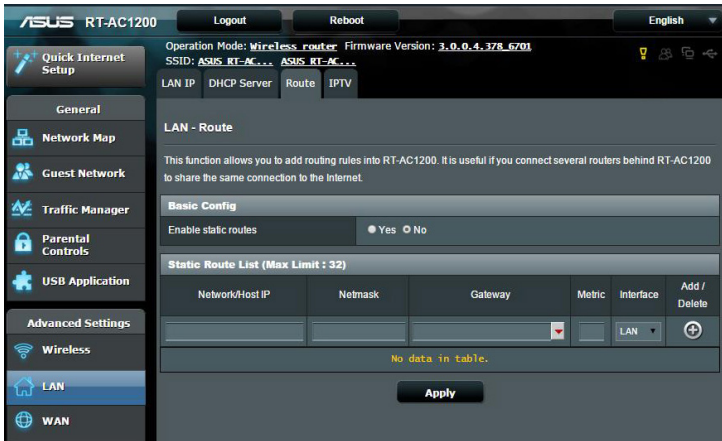 ASUS RT-AC1200 Logout Reboot English
Quick Internet Setup
General
Network Map
Guest Network
Traffic Manager
Parental Controls
USB Application
Advanced Settings
Wireless
LAN
WAN
Operation Mode: Wireless router Firmware Version: 3.0.0.4.378_6701
SSID: ASUS RT-AC... ASUS RT-AC...
LAN IP DHCP Server Route IPTV
LAN - Route
This function allows you to add routing rules into RT-AC1200. It is useful if you connect several routers behind RT-AC1200
to share the same connection to the Internet.
Basic Config
Enable static routes Yes No
Static Route List (Max Limit : 32)
Network/Host IP Netmask Gateway Metric Interface Add / Delete
LAN
No data in table.
Apply